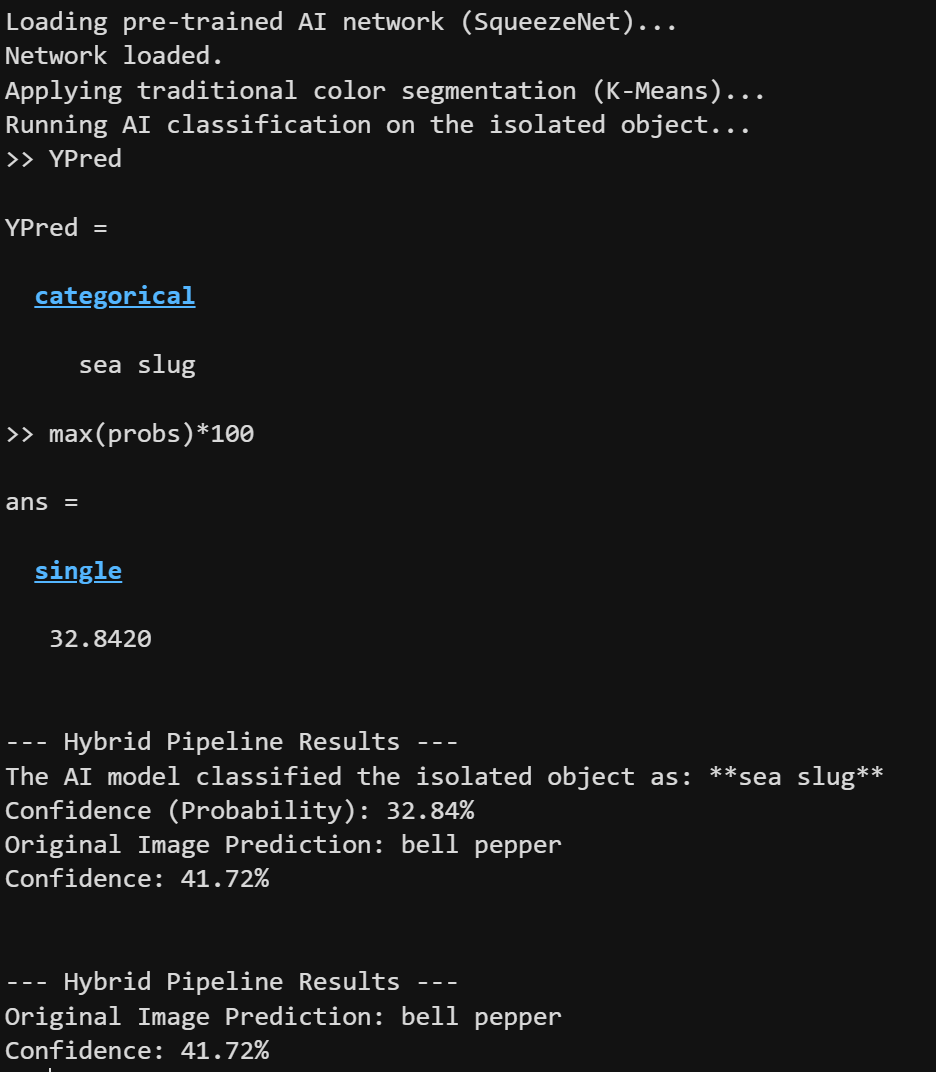 Loading pre-trained AI network (SqueezeNet)...
Network loaded.
Applying traditional color segmentation (K-Means)...
Running AI classification on the isolated object...
>> YPred
YPred =
categorical
sea slug
>> max(probs)*100
ans =
single
32.8420
--- Hybrid Pipeline Results ---
The AI model classified the isolated object as: **sea slug**
Confidence (Probability): 32.84%
Original Image Prediction: bell pepper
Confidence: 41.72%
--- Hybrid Pipeline Results ---
Original Image Prediction: bell pepper
Confidence: 41.72%